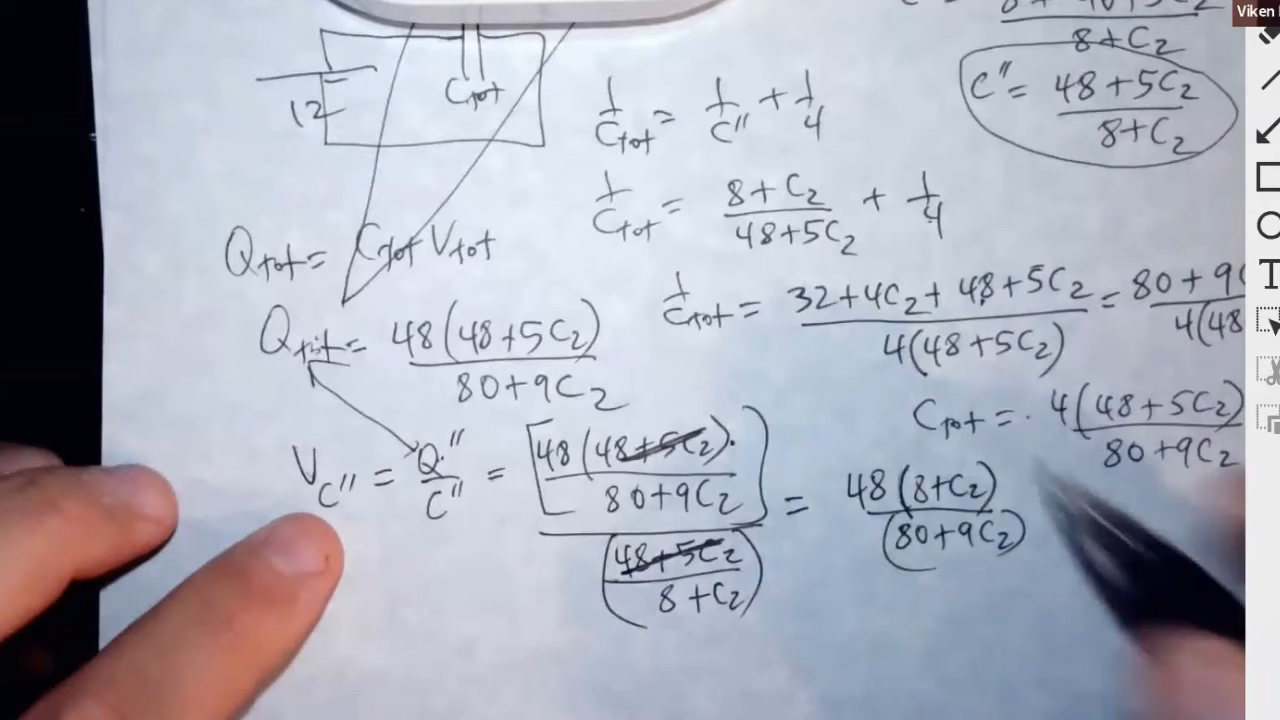 Viken
8+C₂
C'' = 48+5C₂ / 8+C₂
12
Ctot
1/Ctot = 1/C'' + 1/4
1/Ctot = 8+C₂ / 48+5C₂ + 1/4
Qtot = Ctot Vtot
1/Ctot = 32+4C₂+48+5C₂ / 4(48+5C₂) = 80+9C / 4(48
Qtot = 48(48+5C₂) / 80+9C₂
Ctot = 4(48+5C₂) / 80+9C₂
V_C'' = Q'' / C'' = [48(48+5C₂) / 80+9C₂] / (48+5C₂ / 8+C₂) = 48(8+C₂) / (80+9C₂)
T